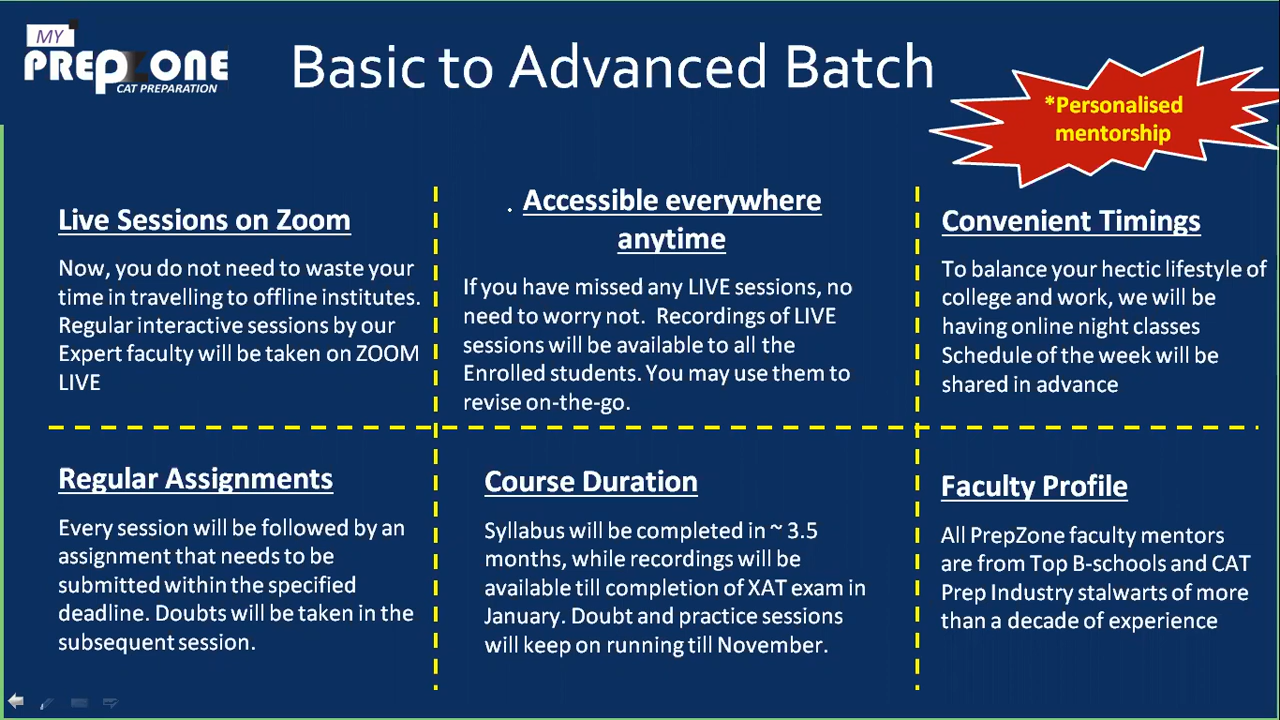 MY
PREPZONE
CAT PREPARATION
Basic to Advanced Batch
*Personalised
mentorship
Live Sessions on Zoom
Now, you do not need to waste your
time in travelling to offline institutes.
Regular interactive sessions by our
Expert faculty will be taken on ZOOM
LIVE
. Accessible everywhere
anytime
If you have missed any LIVE sessions, no
need to worry not. Recordings of LIVE
sessions will be available to all the
Enrolled students. You may use them to
revise on-the-go.
Convenient Timings
To balance your hectic lifestyle of
college and work, we will be
having online night classes
Schedule of the week will be
shared in advance
Regular Assignments
Every session will be followed by an
assignment that needs to be
submitted within the specified
deadline. Doubts will be taken in the
subsequent session.
Course Duration
Syllabus will be completed in ~ 3.5
months, while recordings will be
available till completion of XAT exam in
January. Doubt and practice sessions
will keep on running till November.
Faculty Profile
All PrepZone faculty mentors
are from Top B-schools and CAT
Prep Industry stalwarts of more
than a decade of experience